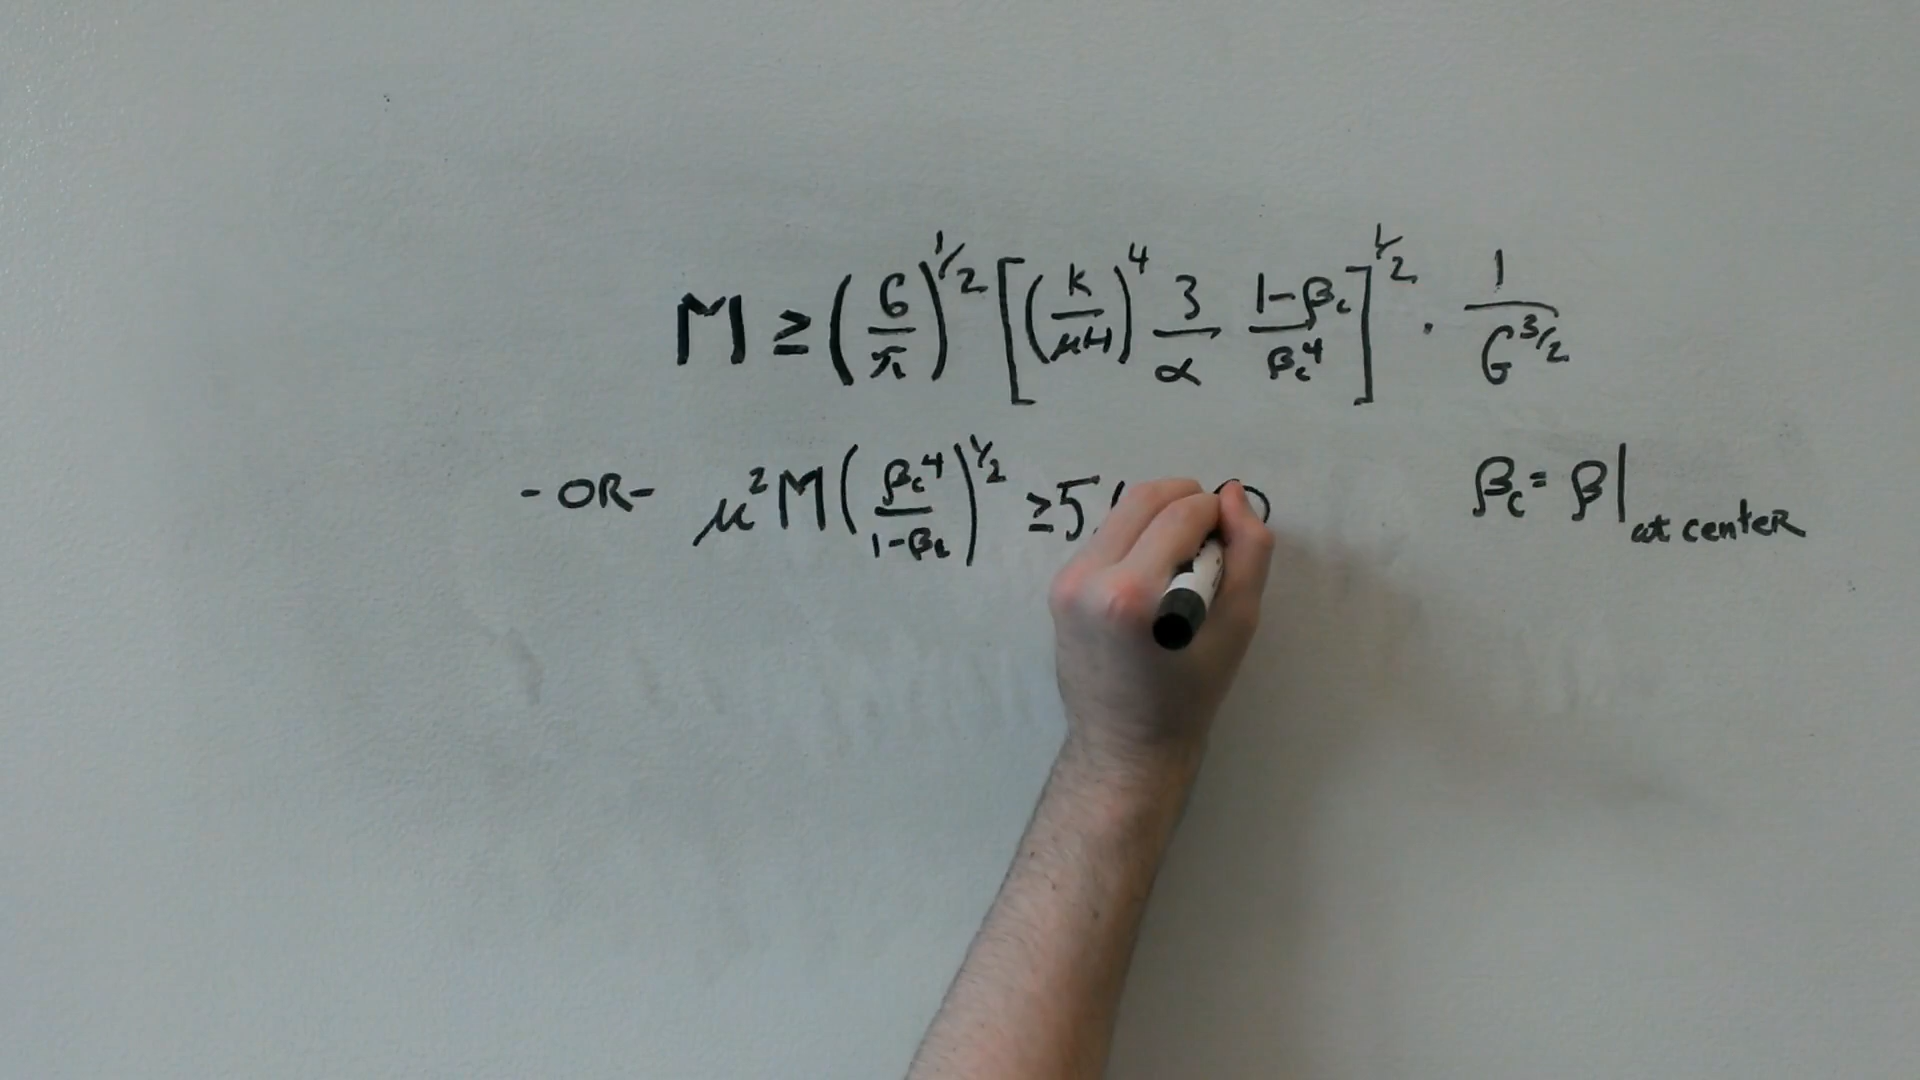 M ≥ (6/π)^1/2 [(k/μH)^4 3/α 1-βc/βc^4]^1/2 · 1/G^3/2
-OR- μ²M(βc^4/1-βc)^1/2 ≥ 5 βc = β| at center